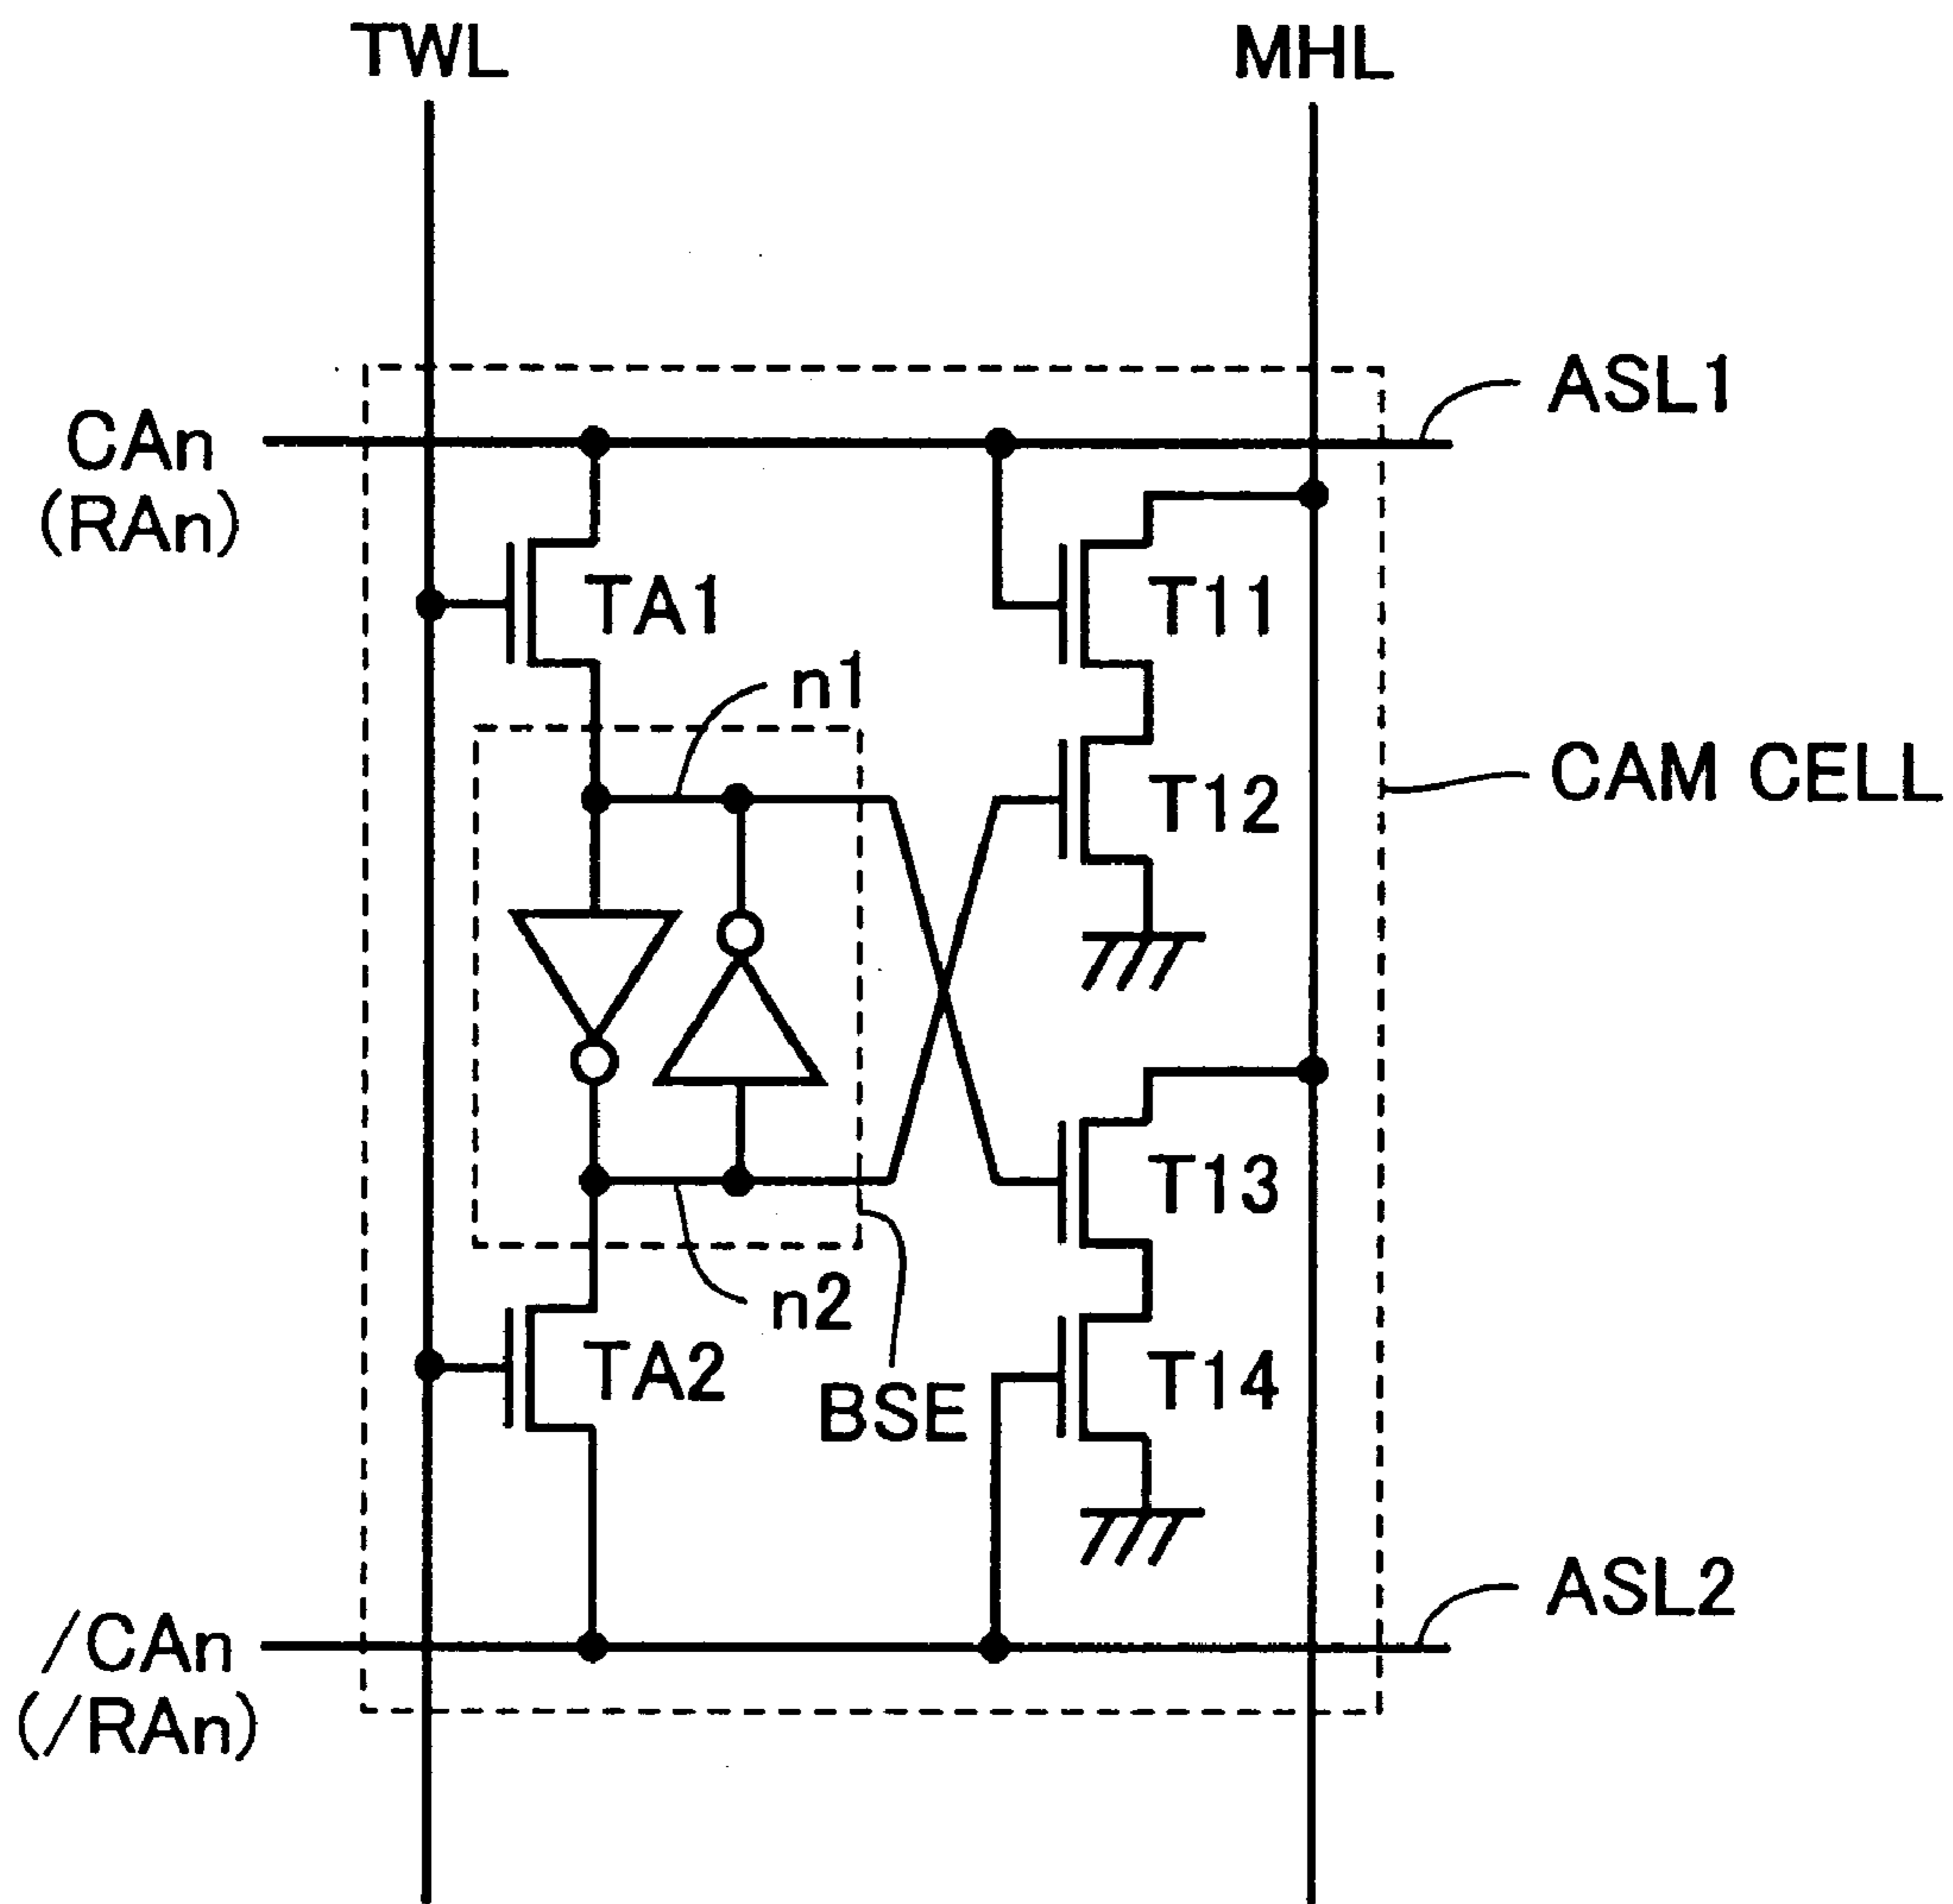 TWL
MHL
ASL1
CAn
(RAn)
TA1
T11
n1
CAM CELL
T12
T13
n2
TA2
T14
BSE
ASL2
/CAn
(/RAn)